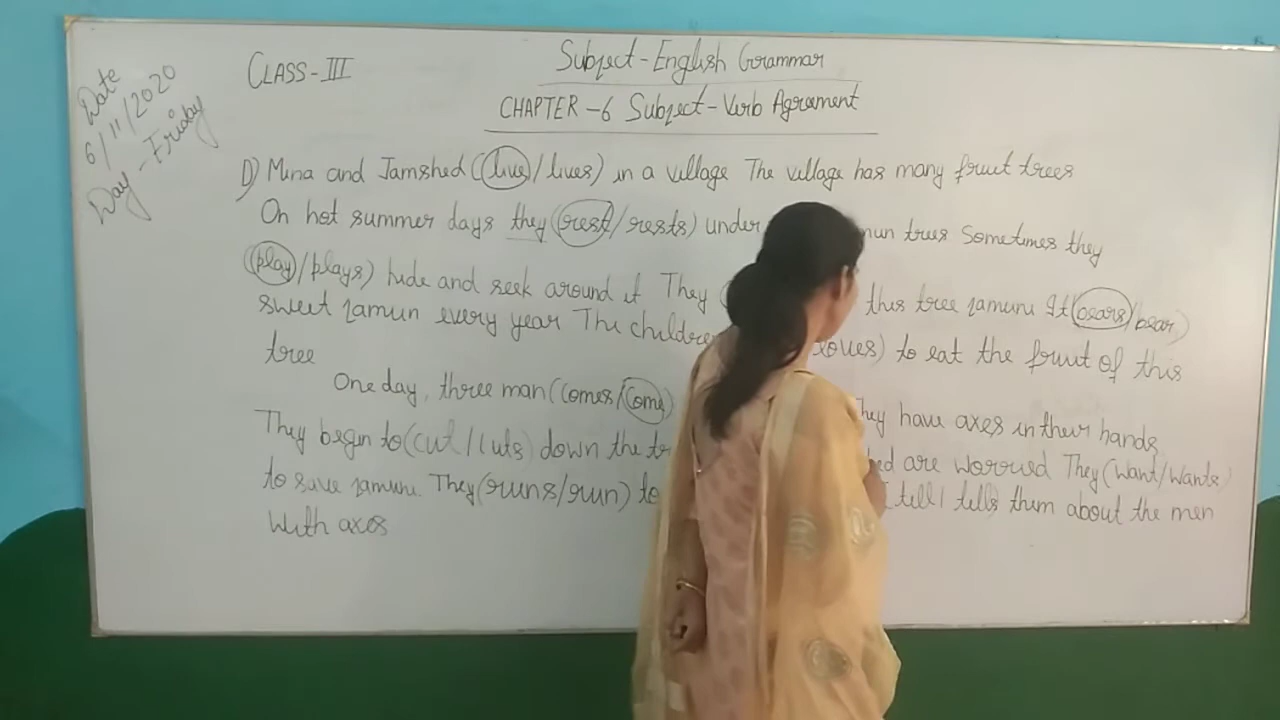 Date
6/11/2020
Day - Friday
CLASS-III
Subject-English Grammar
CHAPTER -6 Subject-Verb Agreement
D) Mina and Jamshed (live/lives) in a village The village has many fruit trees
On hot summer days they (rest/rests) under trees Sometimes they
(play/plays) hide and seek around it They this tree Jamuni It (bears/bear)
sweet jamun every year The children loves) to eat the fruit of this
tree
One day, three man (comes/come) They have axes in their hands
They begin to (cut/cuts) down the are worried They (want/wants)
to save jamuni. They (runs/run) to tell/tells them about the men
with axes